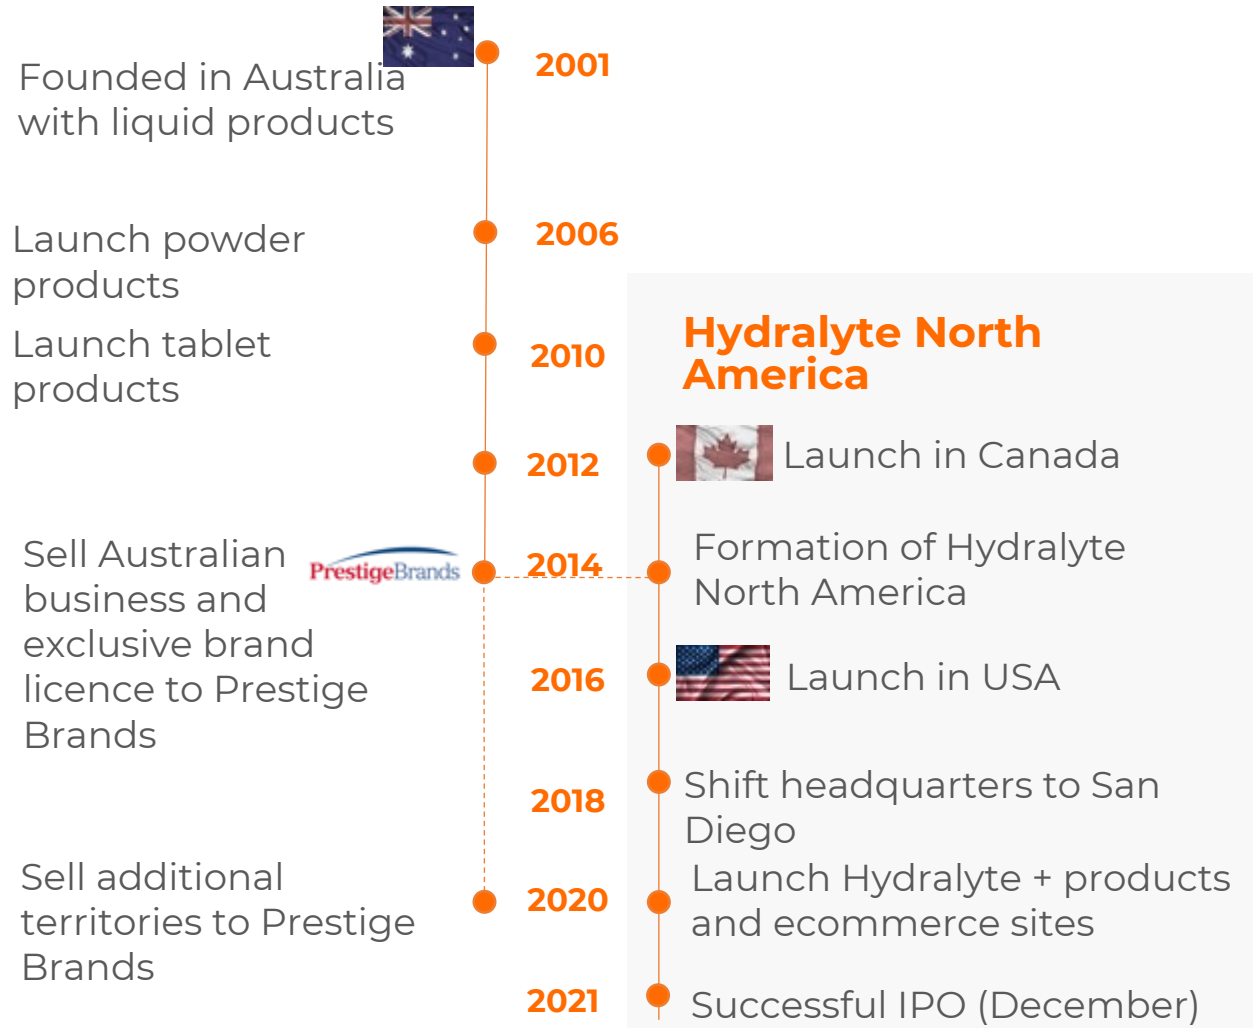 2001
Founded in Australia
with liquid products
2006
Launch powder
products
2010
Launch tablet
products
Hydralyte North
America
2012
Launch in Canada
2014
Sell Australian
business and
exclusive brand
licence to Prestige
Brands
PrestigeBrands
Formation of Hydralyte
North America
2016
Launch in USA
2018
Shift headquarters to San
Diego
2020
Sell additional
territories to Prestige
Brands
Launch Hydralyte + products
and ecommerce sites
2021
Successful IPO (December)